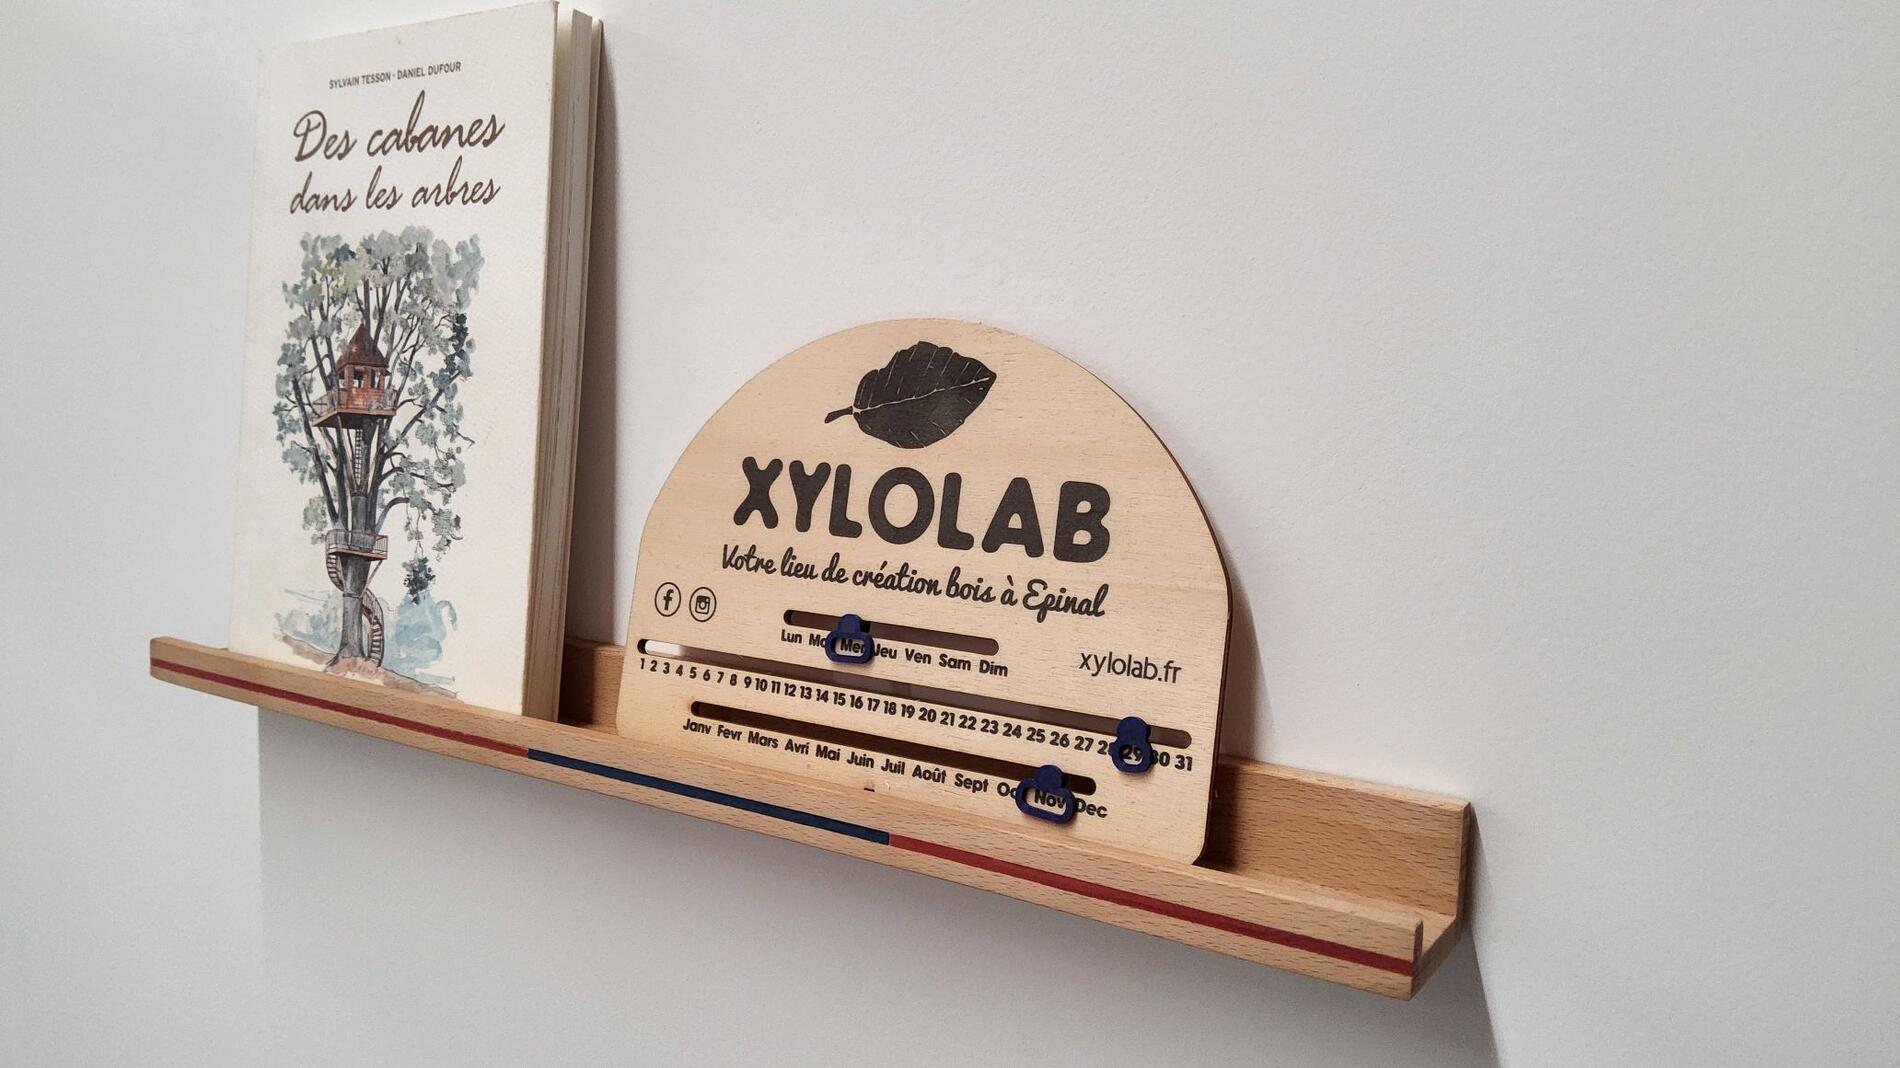 SYLVAIN TESSON · DANIEL DUFOUR
Des cabanes
dans les arbres
XYLOLAB
Votre lieu de création bois à Epinal
Lun Ma Mer Jeu Ven Sam Dim
xylolab.fr
1 2 3 4 5 6 7 8 9 10 11 12 13 14 15 16 17 18 19 20 21 22 23 24 25 26 27 28 29 30 31
Janv Fevr Mars Avri Mai Juin Juil Août Sept Oc Nov Dec